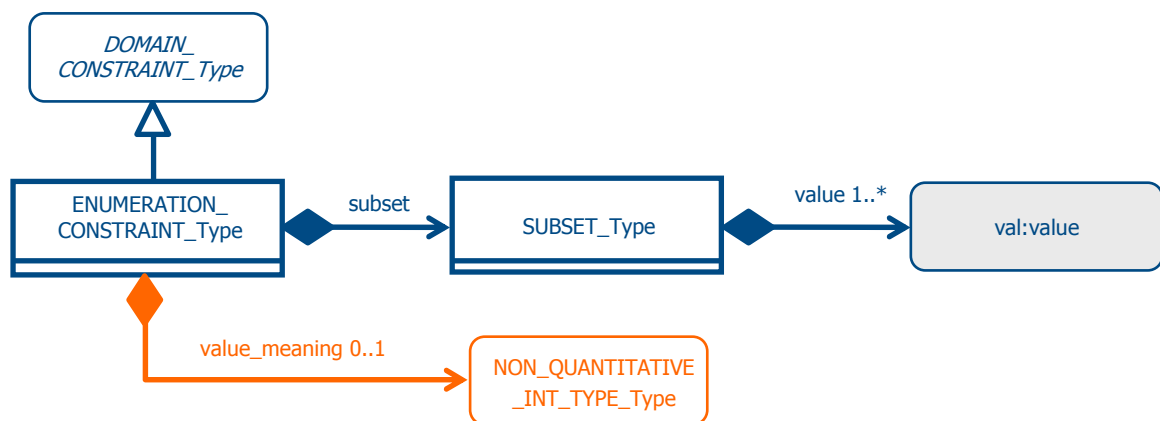 DOMAIN_
CONSTRAINT_Type
ENUMERATION_
CONSTRAINT_Type
subset
SUBSET_Type
value 1..*
val:value
value_meaning 0..1
NON_QUANTITATIVE
_INT_TYPE_Type